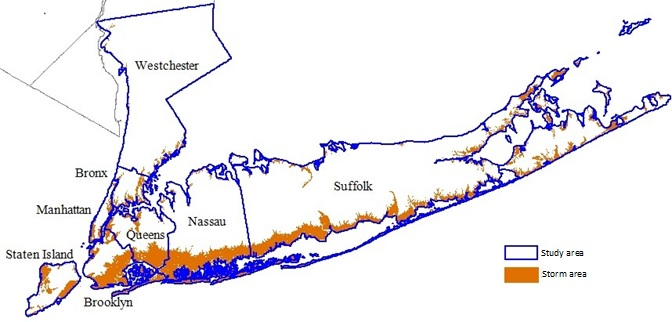 Westchester
Bronx
Suffolk
Manhattan
Nassau
Queens
Staten Island
Study area
Storm area
Brooklyn